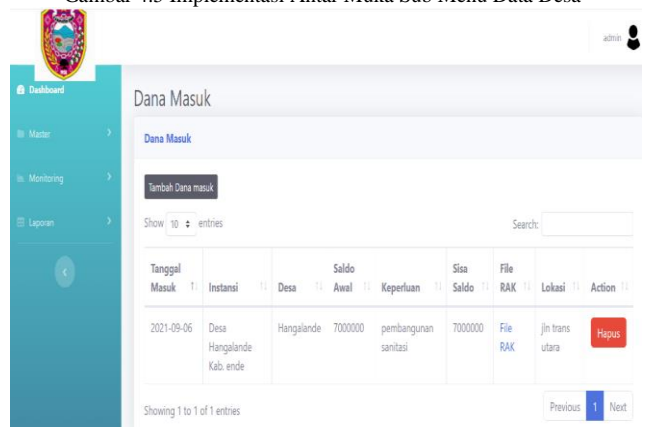 Gambar 4.5 Implementasi Antar Muka Sub Menu Data Desa
admin
Dashboard
Dana Masuk
Master
Dana Masuk
Monitoring
Tambah Dana masuk
Laporan
Show 10 entries
Search:
Tanggal Masuk Instansi Desa Saldo Awal Keperluan Sisa Saldo File RAK Lokasi Action
2021-09-06 Desa Hangalande Kab. ende Hangalande 7000000 pembangunan sanitasi 7000000 File RAK jln trans utara Hapus
Showing 1 to 1 of 1 entries
Previous 1 Next